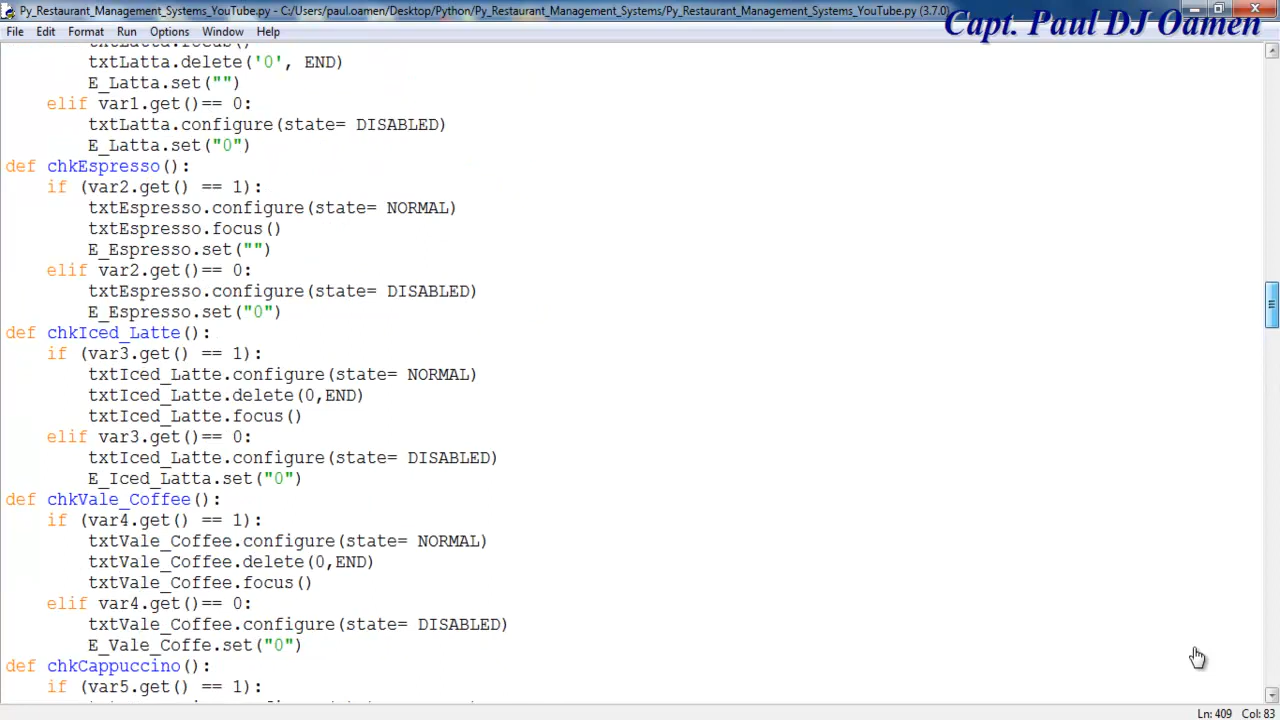 Py_Restaurant_Management_Systems_YouTube.py - C:/Users/paul.oamen/Desktop/Python/Py_Restaurant_Management_Systems/Py_Restaurant_Management_Systems_YouTube.py (3.7.0)
Capt. Paul DJ Oamen
File Edit Format Run Options Window Help
txtLatta.focus()
txtLatta.delete('0', END)
E_Latta.set("")
elif var1.get()== 0:
txtLatta.configure(state= DISABLED)
E_Latta.set("0")
def chkEspresso():
if (var2.get() == 1):
txtEspresso.configure(state= NORMAL)
txtEspresso.focus()
E_Espresso.set("")
elif var2.get()== 0:
txtEspresso.configure(state= DISABLED)
E_Espresso.set("0")
def chkIced_Latte():
if (var3.get() == 1):
txtIced_Latte.configure(state= NORMAL)
txtIced_Latte.delete(0,END)
txtIced_Latte.focus()
elif var3.get()== 0:
txtIced_Latte.configure(state= DISABLED)
E_Iced_Latta.set("0")
def chkVale_Coffee():
if (var4.get() == 1):
txtVale_Coffee.configure(state= NORMAL)
txtVale_Coffee.delete(0,END)
txtVale_Coffee.focus()
elif var4.get()== 0:
txtVale_Coffee.configure(state= DISABLED)
E_Vale_Coffe.set("0")
def chkCappuccino():
if (var5.get() == 1):
Ln: 409 Col: 83